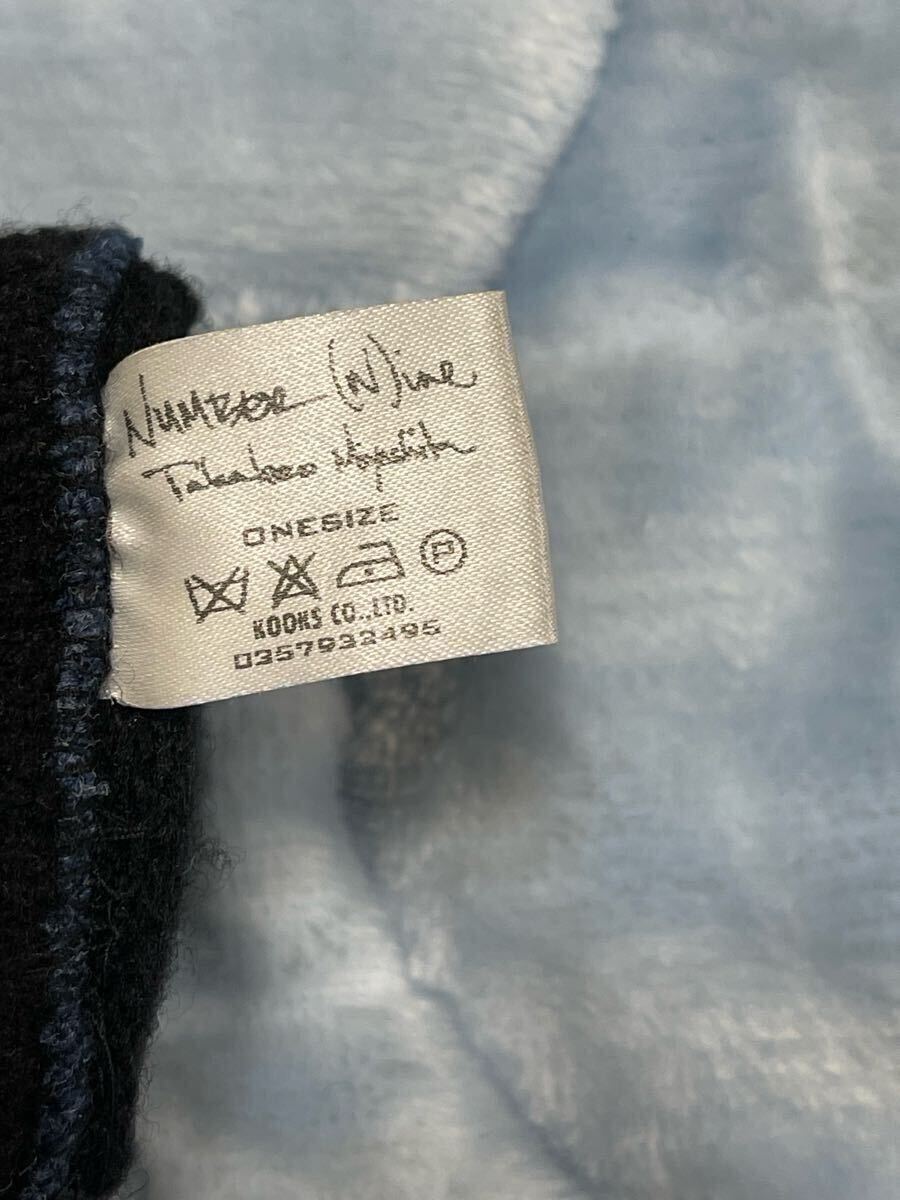 NUMBER (N)ine
Takahiro Miyashita
ONESIZE
P
KOOKS CO.,LTD.
0357932495